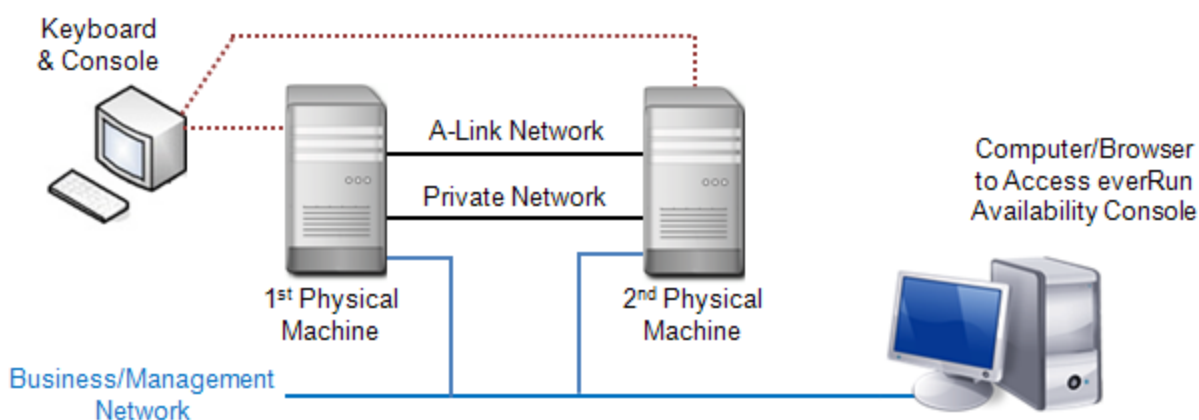 Keyboard
& Console
A-Link Network
Private Network
Computer/Browser
to Access everRun
Availability Console
1st Physical
Machine
2nd Physical
Machine
Business/Management
Network